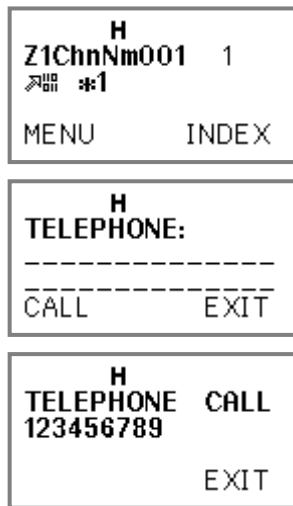 H
Z1ChnNm001 1
*1
MENU INDEX
H
TELEPHONE:
_ _ _ _ _ _ _ _ _ _ _ _ _ _
_ _ _ _ _ _ _ _ _ _ _ _ _ _
CALL EXIT
H
TELEPHONE CALL
123456789
EXIT